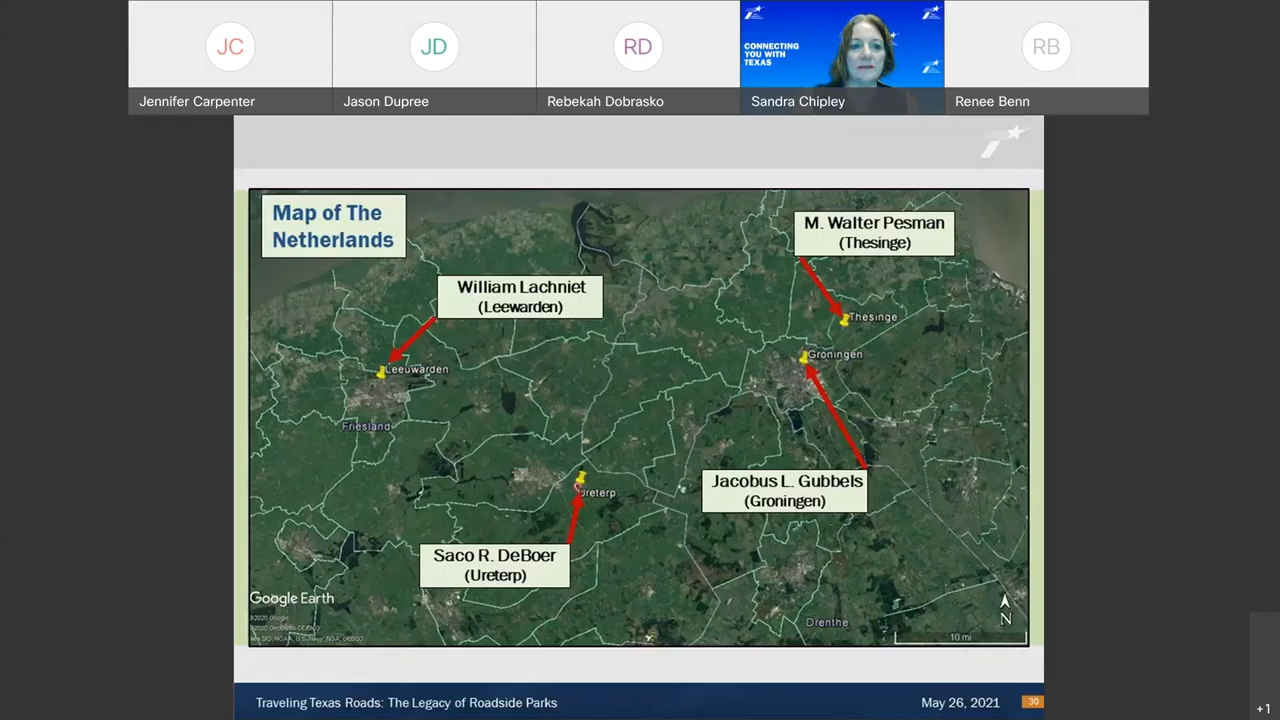 JC
JD
RD
CONNECTING
YOU WITH
TEXAS
RB
Jennifer Carpenter
Jason Dupree
Rebekah Dobrasko
Sandra Chipley
Renee Benn
Map of The
Netherlands
M. Walter Pesman
(Thesinge)
William Lachniet
(Leewarden)
Thesinge
Groningen
Leeuwarden
Friesland
Jacobus L. Gubbels
(Groningen)
Ureterp
Saco R. DeBoer
(Ureterp)
Google Earth
©2020 Google
N
Drenthe
10 mi
Traveling Texas Roads: The Legacy of Roadside Parks
May 26, 2021
30
+1